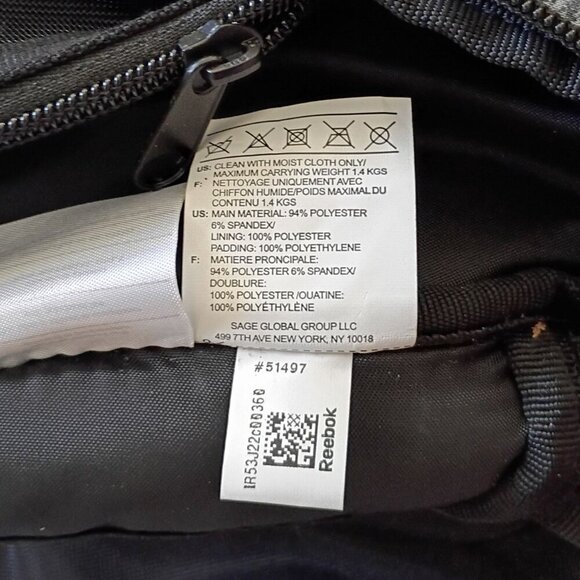 US: CLEAN WITH MOIST CLOTH ONLY/
MAXIMUM CARRYING WEIGHT 1.4 KGS
F: NETTOYAGE UNIQUEMENT AVEC
CHIFFON HUMIDE/POIDS MAXIMAL DU
CONTENU 1.4 KGS
US: MAIN MATERIAL: 94% POLYESTER
6% SPANDEX/
LINING: 100% POLYESTER
PADDING: 100% POLYETHYLENE
F: MATIERE PRONCIPALE:
94% POLYESTER 6% SPANDEX/
DOUBLURE:
100% POLYESTER /OUATINE:
100% POLYÉTHYLÈNE
SAGE GLOBAL GROUP LLC
499 7TH AVE NEW YORK, NY 10018
#51497
IR53J22C00360
Reebok